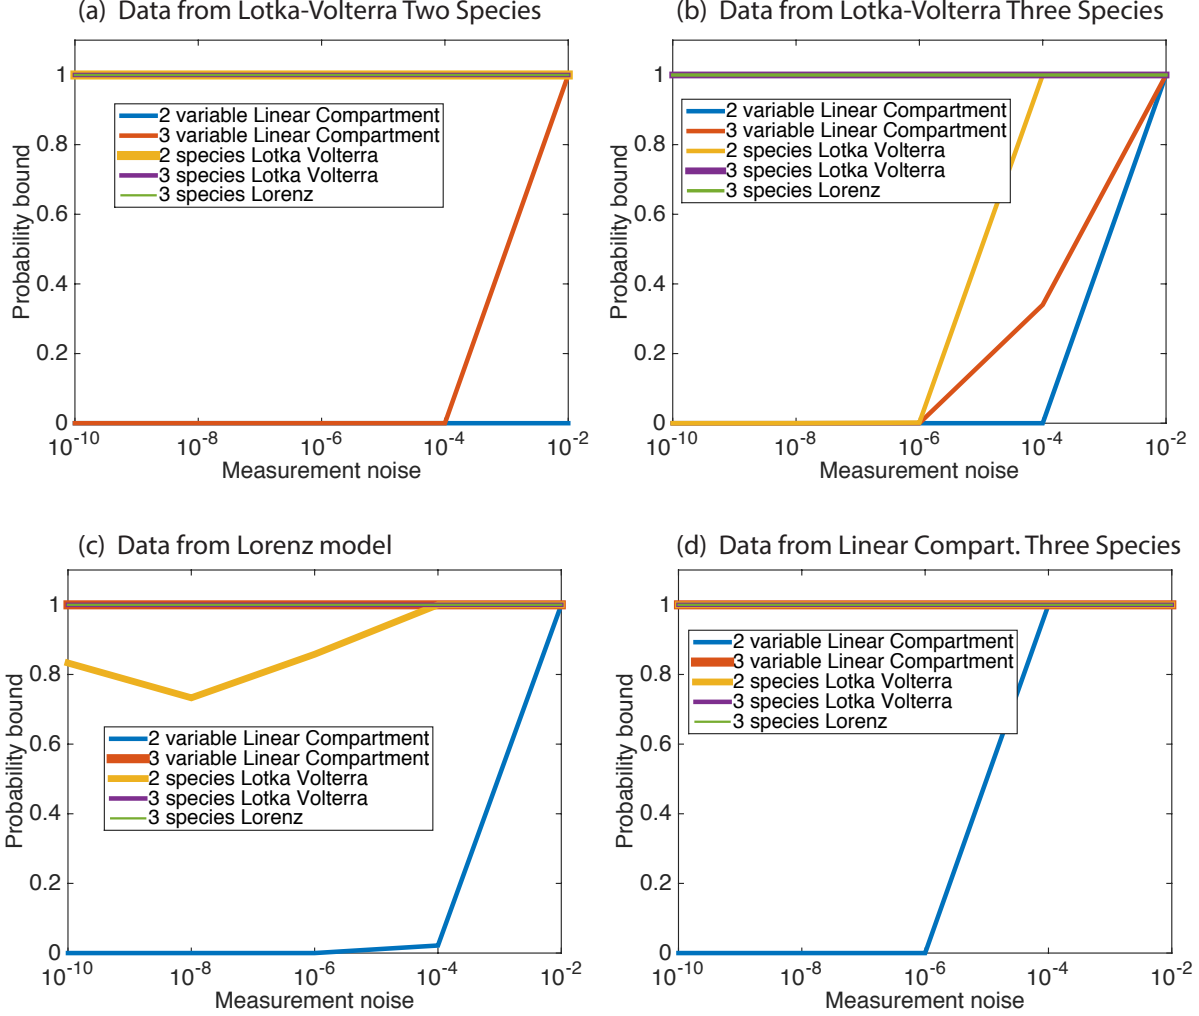 (a) Data from Lotka-Volterra Two Species
1
0.8
0.6
0.4
0.2
0
Probability bound
2 variable Linear Compartment
3 variable Linear Compartment
2 species Lotka Volterra
3 species Lotka Volterra
3 species Lorenz
10^-10 10^-8 10^-6 10^-4 10^-2
Measurement noise
(b) Data from Lotka-Volterra Three Species
1
0.8
0.6
0.4
0.2
0
Probability bound
2 variable Linear Compartment
3 variable Linear Compartment
2 species Lotka Volterra
3 species Lotka Volterra
3 species Lorenz
10^-10 10^-8 10^-6 10^-4 10^-2
Measurement noise
(c) Data from Lorenz model
1
0.8
0.6
0.4
0.2
0
Probability bound
2 variable Linear Compartment
3 variable Linear Compartment
2 species Lotka Volterra
3 species Lotka Volterra
3 species Lorenz
10^-10 10^-8 10^-6 10^-4 10^-2
Measurement noise
(d) Data from Linear Compart. Three Species
1
0.8
0.6
0.4
0.2
0
Probability bound
2 variable Linear Compartment
3 variable Linear Compartment
2 species Lotka Volterra
3 species Lotka Volterra
3 species Lorenz
10^-10 10^-8 10^-6 10^-4 10^-2
Measurement noise